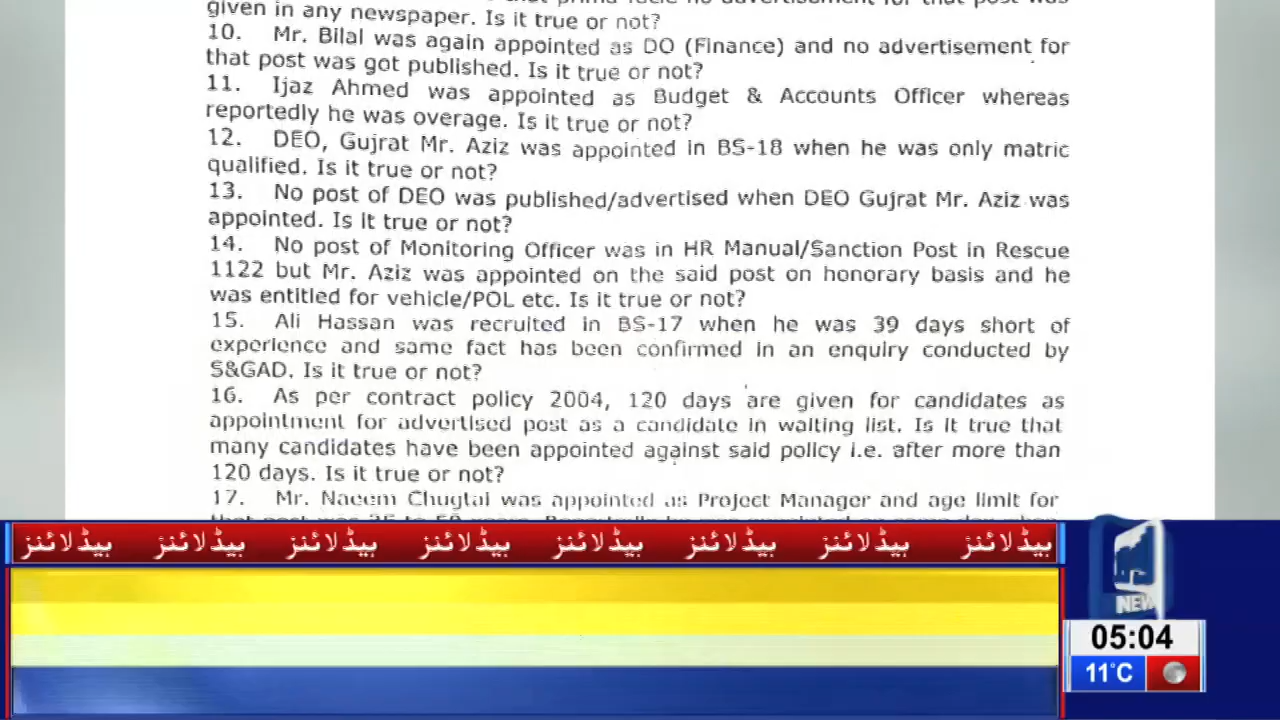 given in any newspaper. Is it true or not?
10. Mr. Bilal was again appointed as DO (Finance) and no advertisement for
that post was got published. Is it true or not?
11. Ijaz Ahmed was appointed as Budget & Accounts Officer whereas
reportedly he was overage. Is it true or not?
12. DEO, Gujrat Mr. Aziz was appointed in BS-18 when he was only matric
qualified. Is it true or not?
13. No post of DEO was published/advertised when DEO Gujrat Mr. Aziz was
appointed. Is it true or not?
14. No post of Monitoring Officer was in HR Manual/Sanction Post in Rescue
1122 but Mr. Aziz was appointed on the said post on honorary basis and he
was entitled for vehicle/POL etc. Is it true or not?
15. Ali Hassan was recruited in BS-17 when he was 39 days short of
experience and same fact has been confirmed in an enquiry conducted by
S&GAD. Is it true or not?
16. As per contract policy 2004, 120 days are given for candidates as
appointment for advertised post as a candidate in waiting list. Is it true that
many candidates have been appointed against said policy i.e. after more than
120 days. Is it true or not?
17. Mr. Naeem Chugtai was appointed as Project Manager and age limit for
ہیڈلائنز ہیڈلائنز ہیڈلائنز ہیڈلائنز ہیڈلائنز ہیڈلائنز ہیڈلائنز ہیڈلائنز
NEWS
05:04
11°C